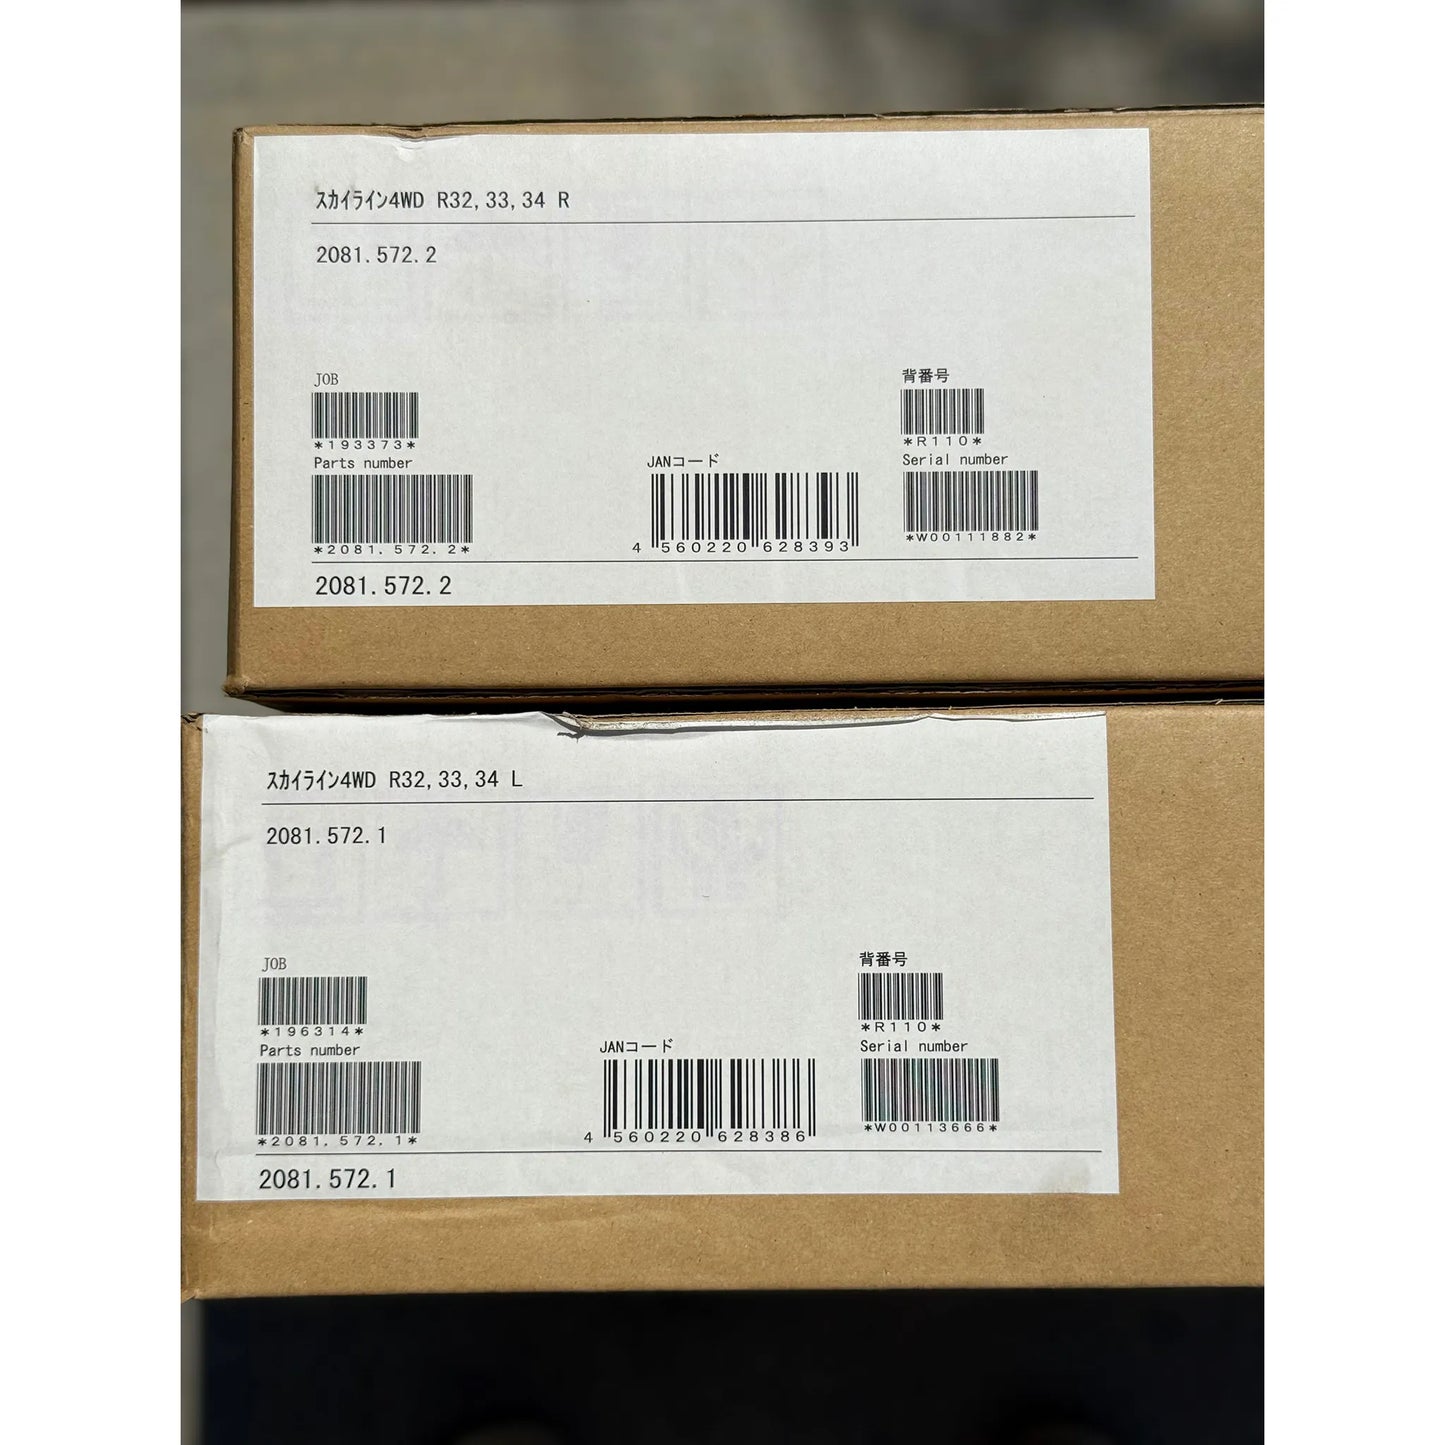 ｽｶｲﾗｲﾝ4WD R32,33,34 R
2081.572.2
JOB
*193373*
Parts number
*2081.572.2*
JANコード
4 560220 628393
背番号
*R110*
Serial number
*W00111882*
2081.572.2
ｽｶｲﾗｲﾝ4WD R32,33,34 L
2081.572.1
JOB
*196314*
Parts number
*2081.572.1*
JANコード
4 560220 628386
背番号
*R110*
Serial number
*W00113666*
2081.572.1